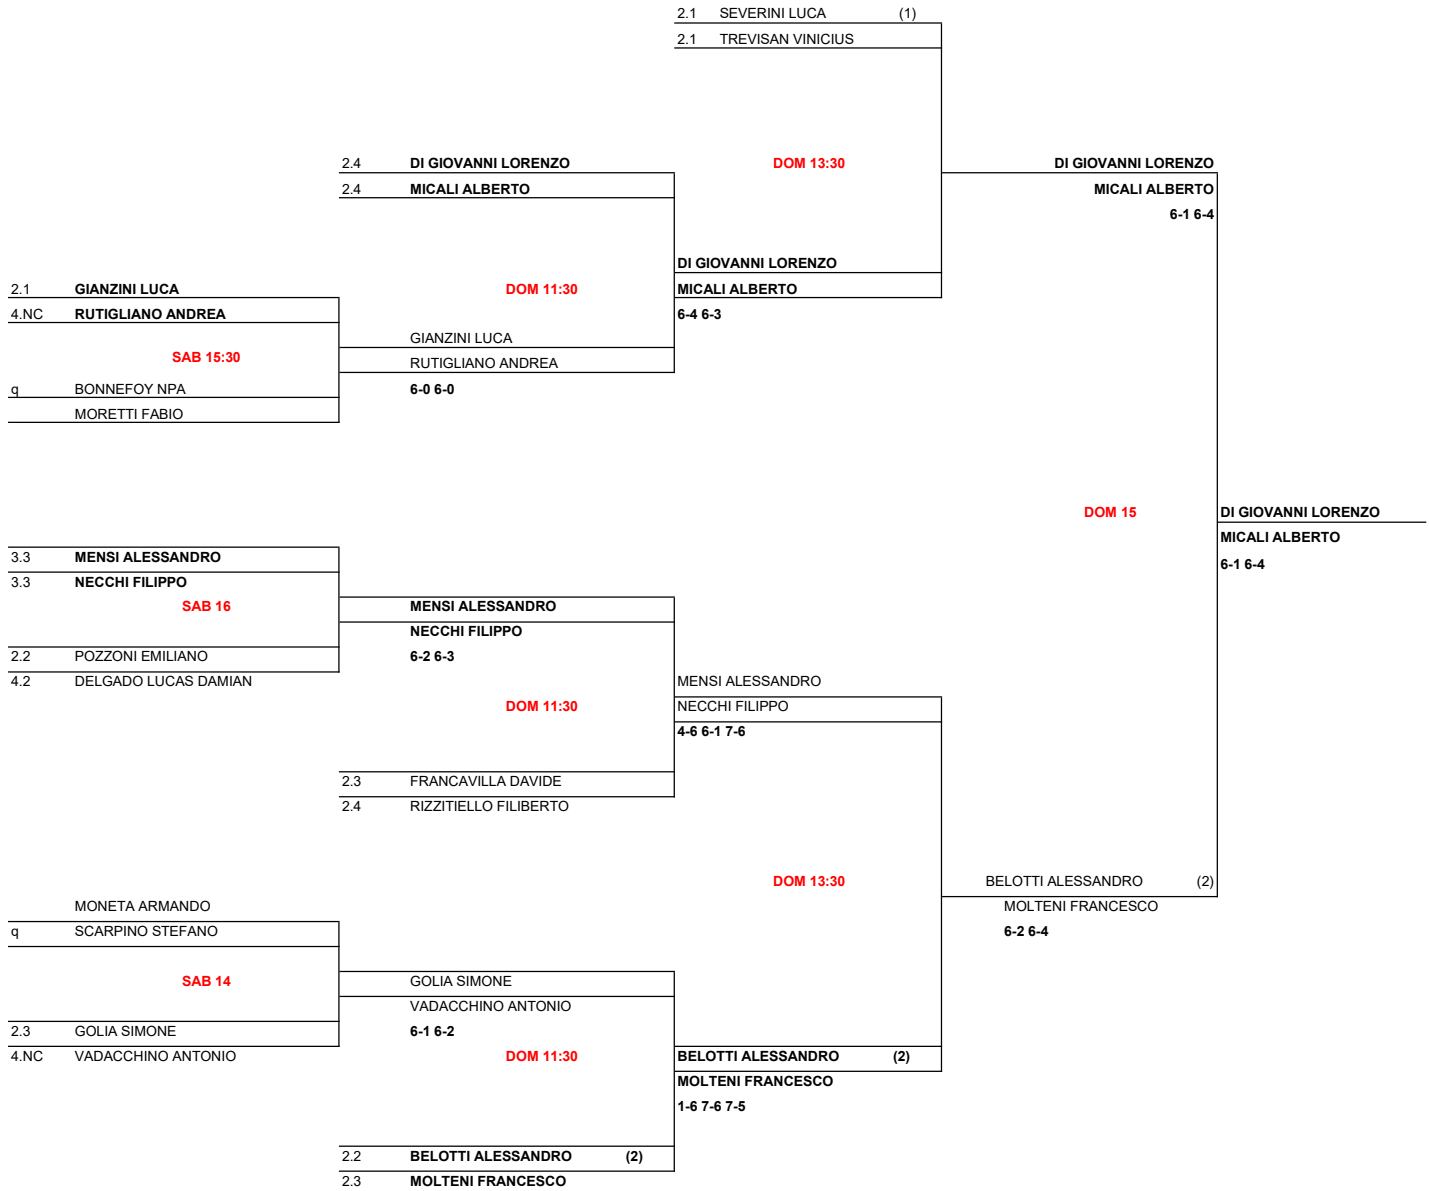 2.1 SEVERINI LUCA (1)
2.1 TREVISAN VINICIUS
2.4 DI GIOVANNI LORENZO DOM 13:30 DI GIOVANNI LORENZO
2.4 MICALI ALBERTO MICALI ALBERTO
6-1 6-4
DI GIOVANNI LORENZO
2.1 GIANZINI LUCA DOM 11:30 MICALI ALBERTO
4.NC RUTIGLIANO ANDREA 6-4 6-3
GIANZINI LUCA
SAB 15:30 RUTIGLIANO ANDREA
q BONNEFOY NPA 6-0 6-0
MORETTI FABIO
DOM 15 DI GIOVANNI LORENZO
MICALI ALBERTO
3.3 MENSI ALESSANDRO 6-1 6-4
3.3 NECCHI FILIPPO
SAB 16 MENSI ALESSANDRO
NECCHI FILIPPO
2.2 POZZONI EMILIANO 6-2 6-3
4.2 DELGADO LUCAS DAMIAN MENSI ALESSANDRO
DOM 11:30 NECCHI FILIPPO
4-6 6-1 7-6
2.3 FRANCAVILLA DAVIDE
2.4 RIZZITIELLO FILIBERTO
DOM 13:30 BELOTTI ALESSANDRO (2)
MONETA ARMANDO MOLTENI FRANCESCO
q SCARPINO STEFANO 6-2 6-4
SAB 14 GOLIA SIMONE
VADACCHINO ANTONIO
2.3 GOLIA SIMONE 6-1 6-2
4.NC VADACCHINO ANTONIO DOM 11:30 BELOTTI ALESSANDRO (2)
MOLTENI FRANCESCO
1-6 7-6 7-5
2.2 BELOTTI ALESSANDRO (2)
2.3 MOLTENI FRANCESCO